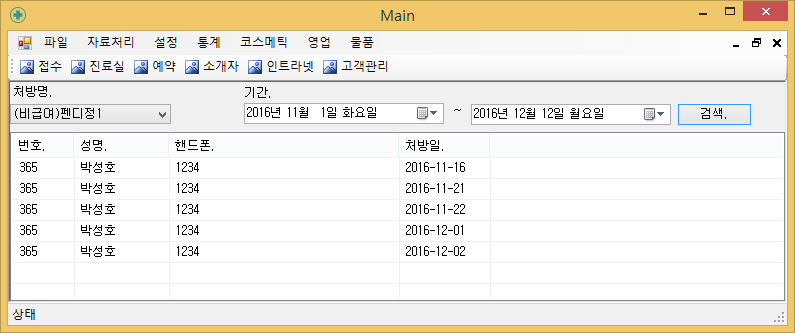 Main
파일 자료처리 설정 통계 코스메틱 영업 물품
접수 진료실 예약 소개자 인트라넷 고객관리
처방명. 기간.
(비급여)펜디정1 2016년 11월 1일 화요일 ~ 2016년 12월 12일 월요일 검색.
번호. 성명. 핸드폰. 처방일.
365 박성호 1234 2016-11-16
365 박성호 1234 2016-11-21
365 박성호 1234 2016-11-22
365 박성호 1234 2016-12-01
365 박성호 1234 2016-12-02
상태